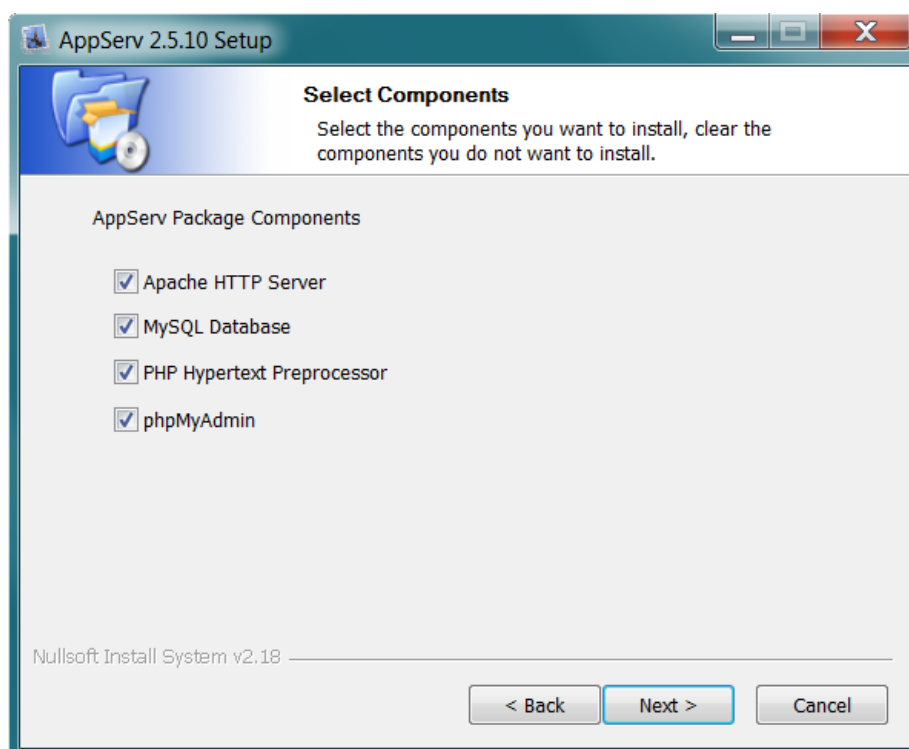 AppServ 2.5.10 Setup
Select Components
Select the components you want to install, clear the
components you do not want to install.
AppServ Package Components
Apache HTTP Server
MySQL Database
PHP Hypertext Preprocessor
phpMyAdmin
Nullsoft Install System v2.18
< Back Next > Cancel